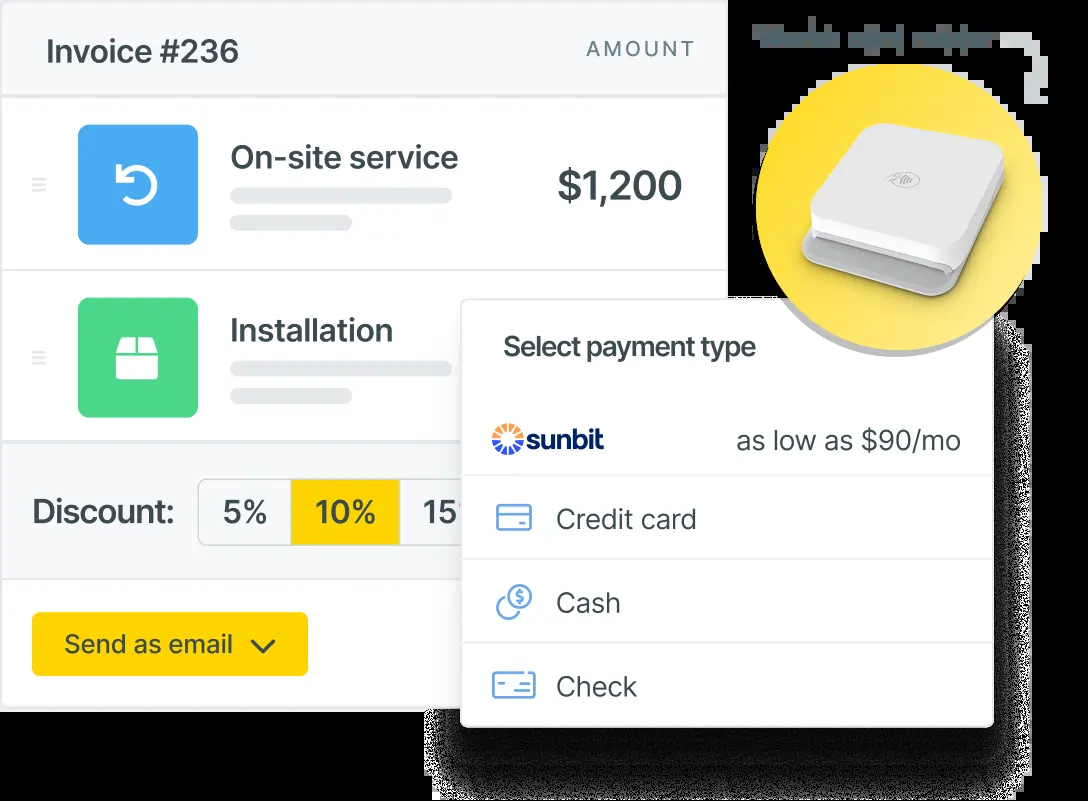 Invoice #236
AMOUNT
On-site service
$1,200
Installation
Select payment type
sunbit
as low as $90/mo
Discount:
5%
10%
15
Credit card
Cash
Send as email
Check